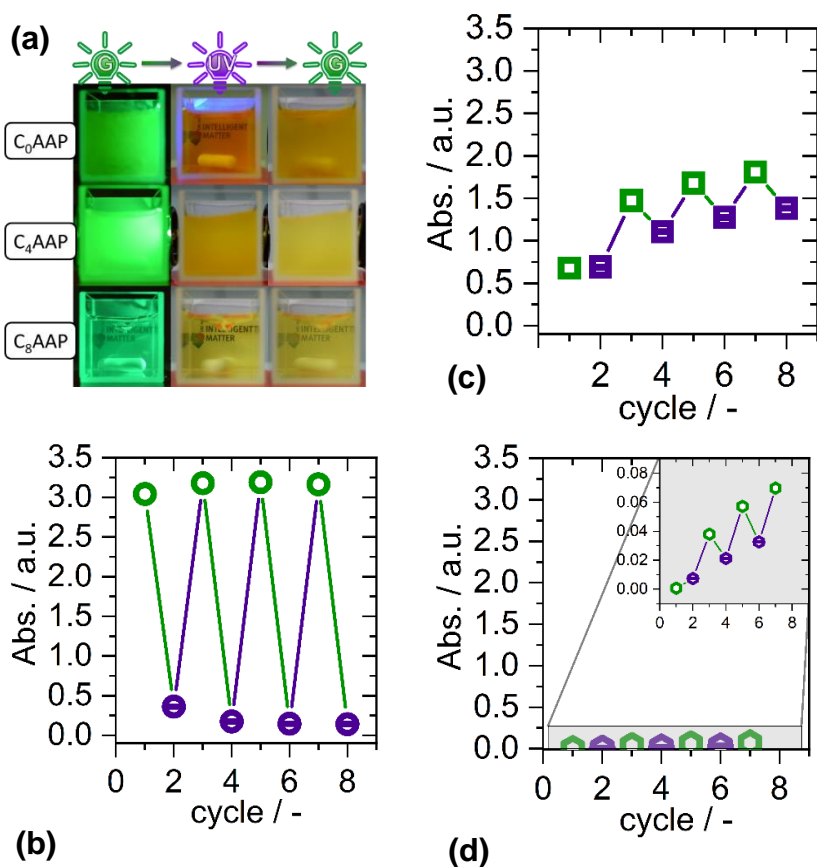 (a)
G UV G
C₀AAP
INTELLIGENT
MATTER
C₄AAP
C₈AAP
INTELLIGENT
MATTER
INTELLIGENTT
MATTER
INTELLIGENT
MATTER
(c)
Abs. / a.u.
3.5
3.0
2.5
2.0
1.5
1.0
0.5
0.0
2 4 6 8
cycle / -
(b)
Abs. / a.u.
3.5
3.0
2.5
2.0
1.5
1.0
0.5
0.0
0 2 4 6 8
cycle / -
(d)
Abs. / a.u.
3.5
3.0
2.5
2.0
1.5
1.0
0.5
0.0
0 2 4 6 8
cycle / -
0.08
0.06
0.04
0.02
0.00
0 2 4 6 8